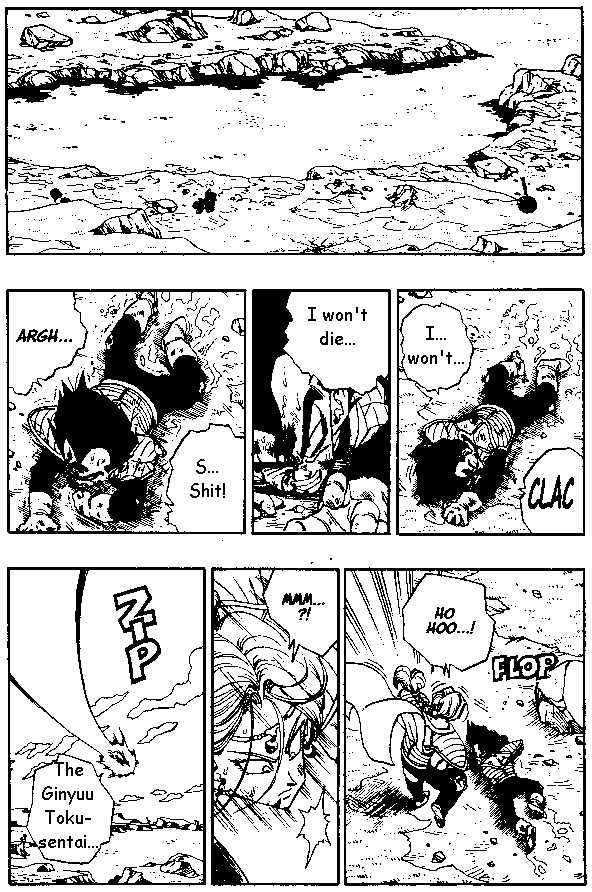 ARGH...
S...
Shit!
I won't
die...
I...
won't...
CLAC
ZIP
The
Ginyuu
Toku-
sentai...
MMM...
?!
HO
HOO...!
FLOP